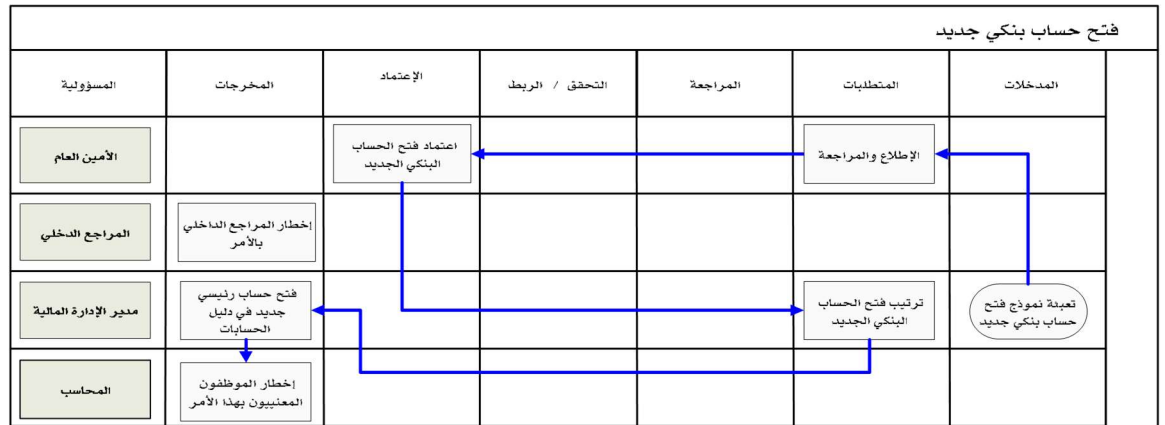 فتح حساب بنكي جديد
المدخلات
المتطلبات
المراجعة
التحقق / الربط
الإعتماد
المخرجات
المسؤولية
الإطلاع والمراجعة
اعتماد فتح الحساب
البنكي الجديد
الأمين العام
إخطار المراجع الداخلي
بالأمر
المراجع الدخلي
تعبئة نموذج فتح
حساب بنكي جديد
ترتيب فتح الحساب
البنكي الجديد
فتح حساب رئيسي
جديد في دليل
الحسابات
مدير الإدارة المالية
إخطار الموظفون
المعنييون بهذا الأمر
المحاسب